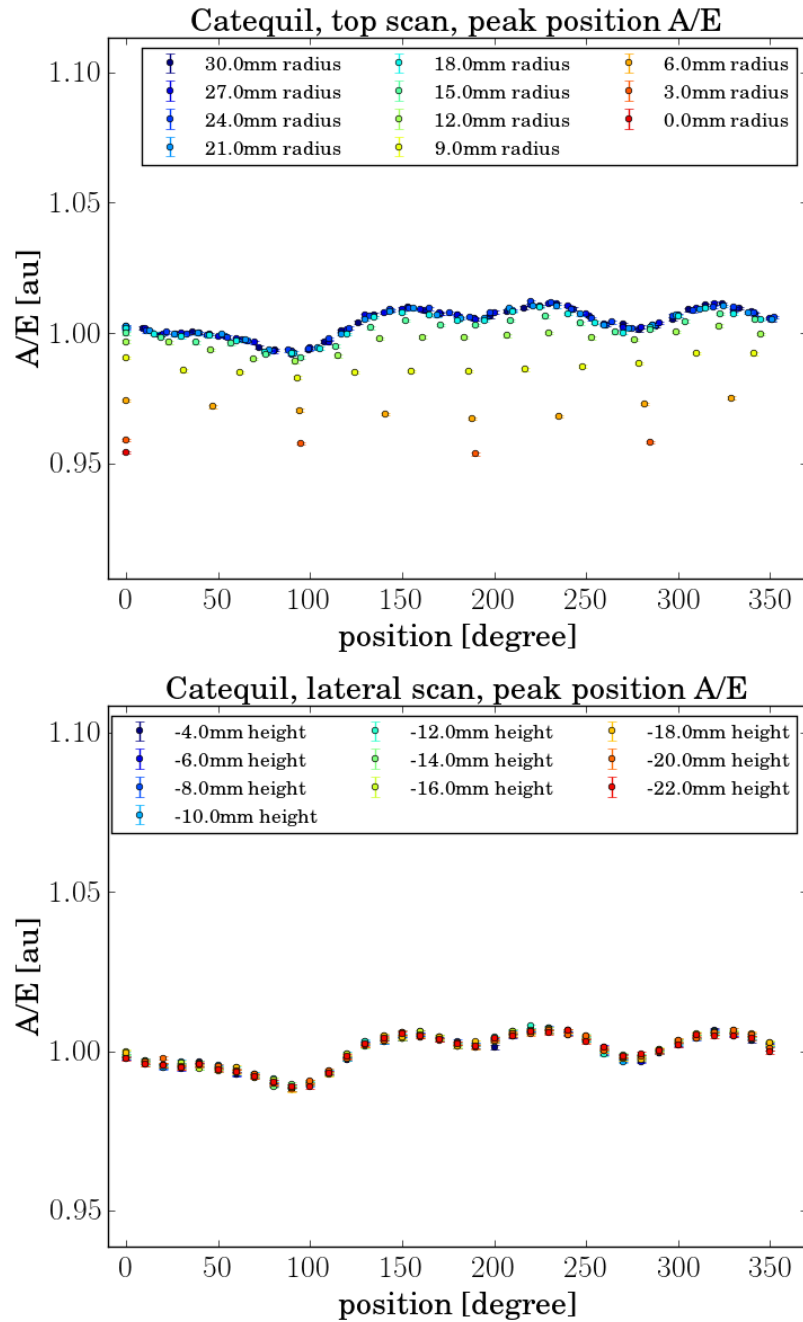 Catequil, top scan, peak position A/E
1.10
30.0mm radius 18.0mm radius 6.0mm radius
27.0mm radius 15.0mm radius 3.0mm radius
24.0mm radius 12.0mm radius 0.0mm radius
21.0mm radius 9.0mm radius
1.05
A/E [au]
1.00
0.95
0 50 100 150 200 250 300 350
position [degree]
Catequil, lateral scan, peak position A/E
1.10
-4.0mm height -12.0mm height -18.0mm height
-6.0mm height -14.0mm height -20.0mm height
-8.0mm height -16.0mm height -22.0mm height
-10.0mm height
1.05
A/E [au]
1.00
0.95
0 50 100 150 200 250 300 350
position [degree]